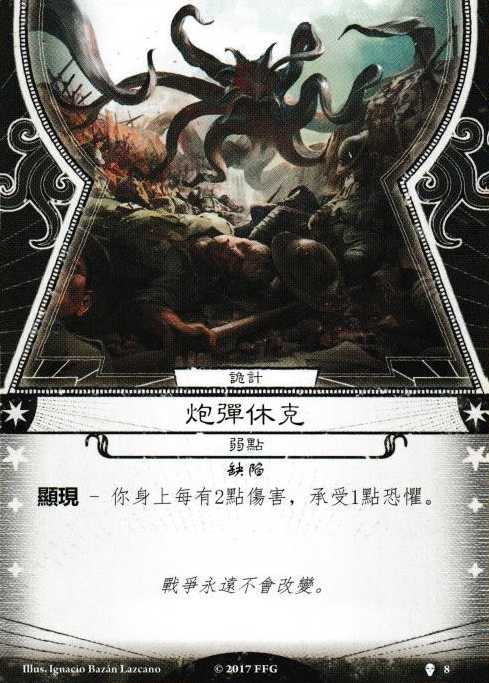 詭計
炮彈休克
弱點
缺陷
顯現 – 你身上每有2點傷害，承受1點恐懼。
戰爭永遠不會改變。
Illus. Ignacio Bazán Lazcano © 2017 FFG 8